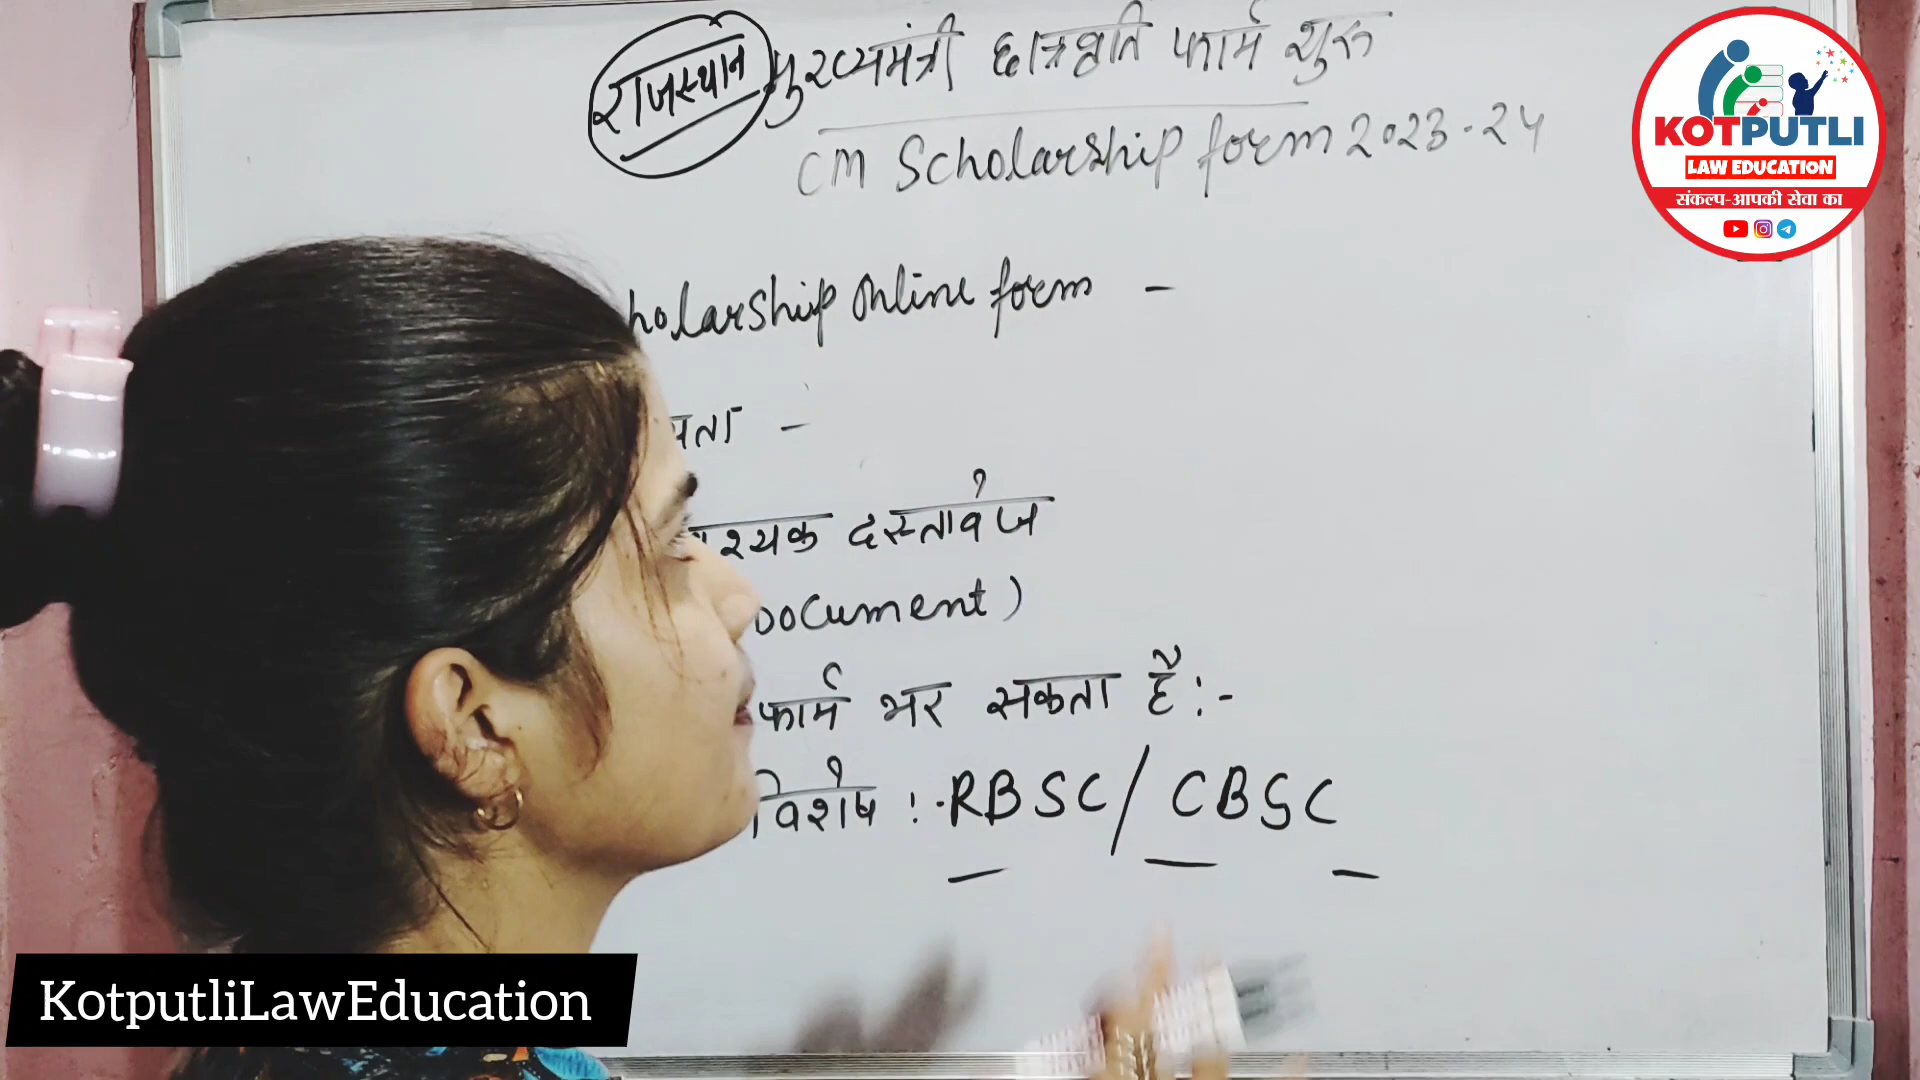 राजस्थान मुख्यमंत्री छात्रवृति फार्म शुरू
CM Scholarship form 2023-24
holarship online form -
यता -
श्यक दस्तावेज
Document)
फार्म भर सकता है:-
विशेष :- RBSC/CBSC
KOTPUTLI
LAW EDUCATION
संकल्प-आपकी सेवा का
KotputliLawEducation